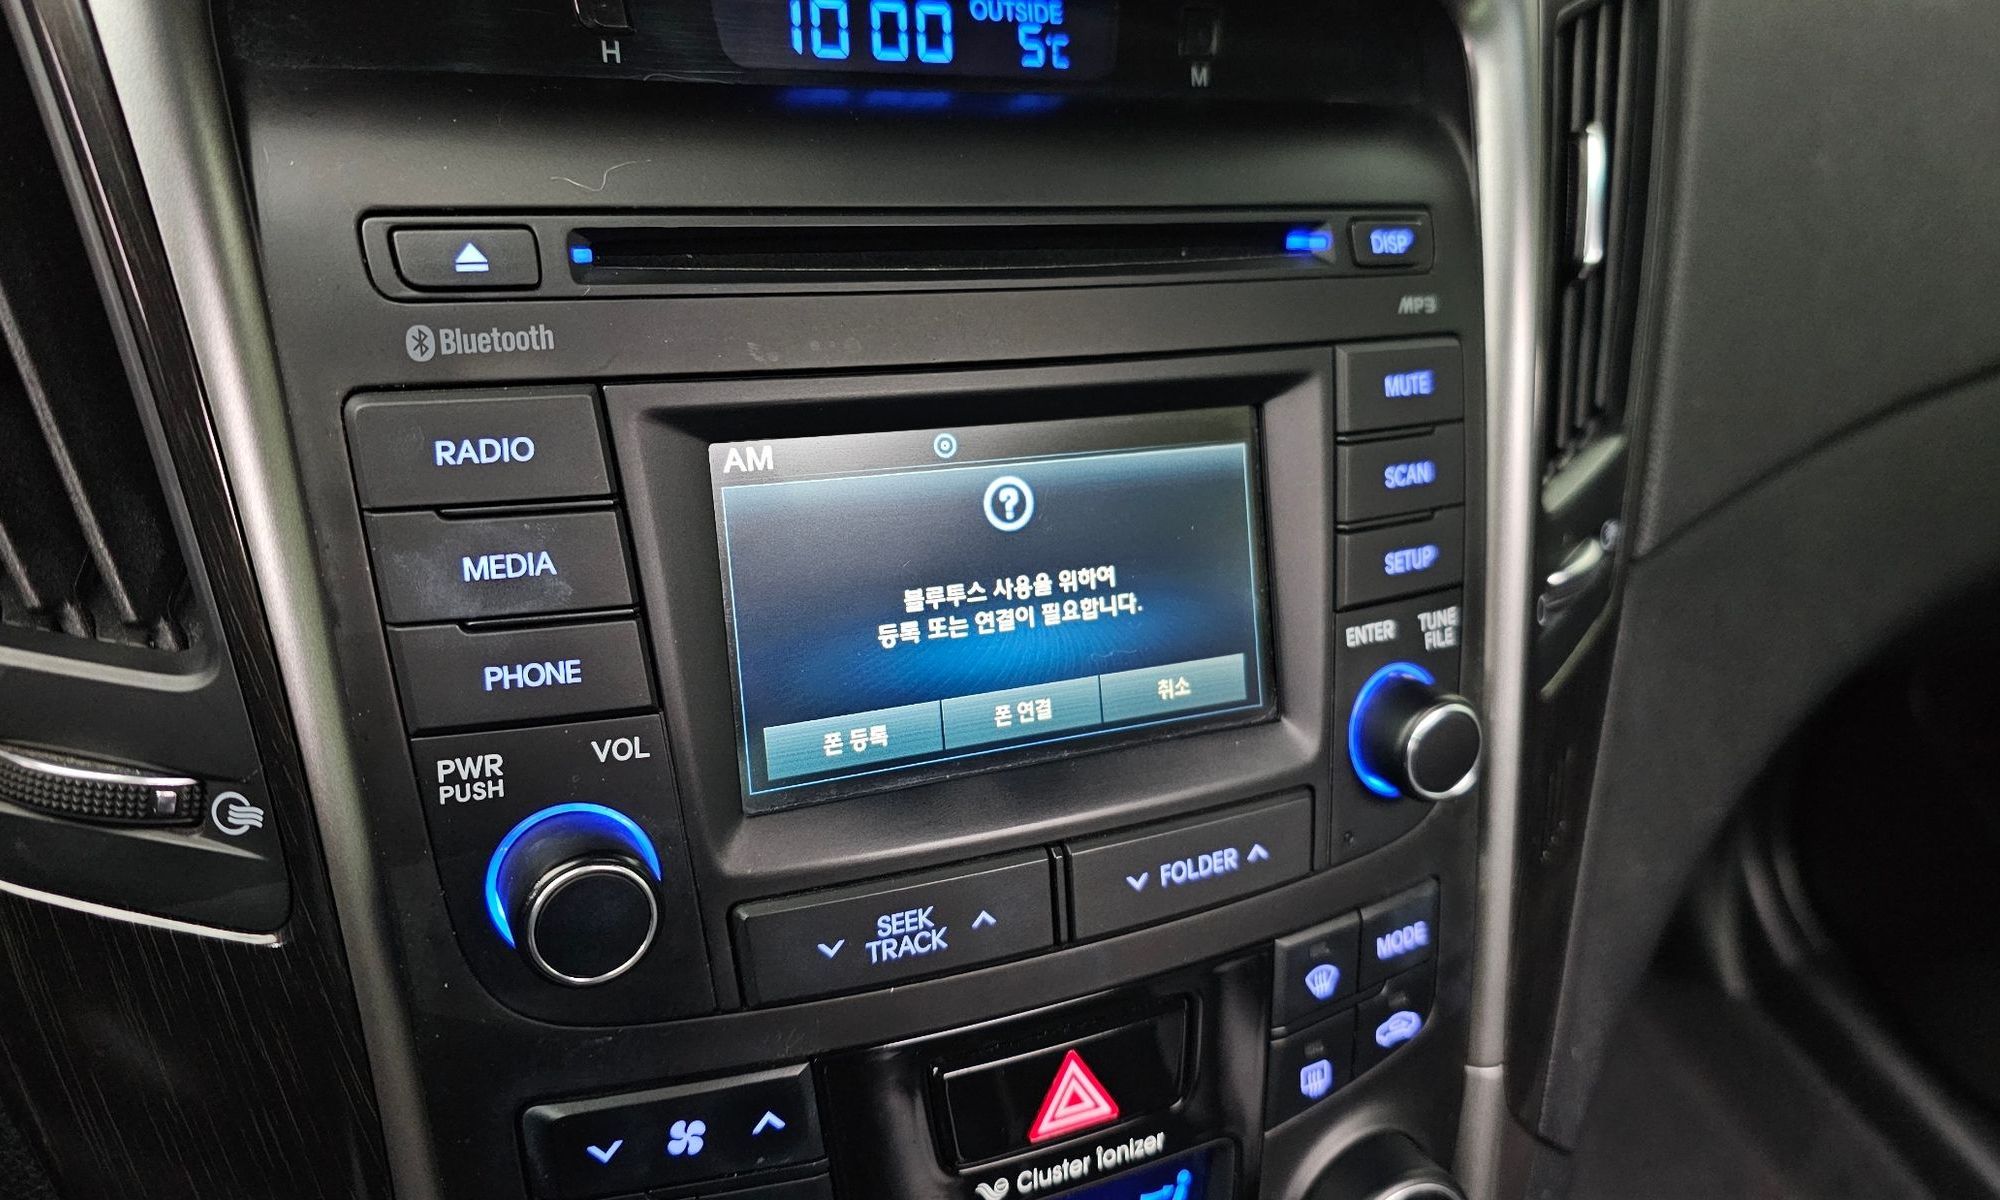 10:00
OUTSIDE
5℃
H
M
DISP
MP3
Bluetooth
RADIO
MEDIA
PHONE
PWR
PUSH
VOL
AM
블루투스 사용을 위하여
등록 또는 연결이 필요합니다.
폰 등록
폰 연결
취소
MUTE
SCAN
SETUP
ENTER
TUNE
FILE
SEEK
TRACK
FOLDER
MODE
Cluster ionizer